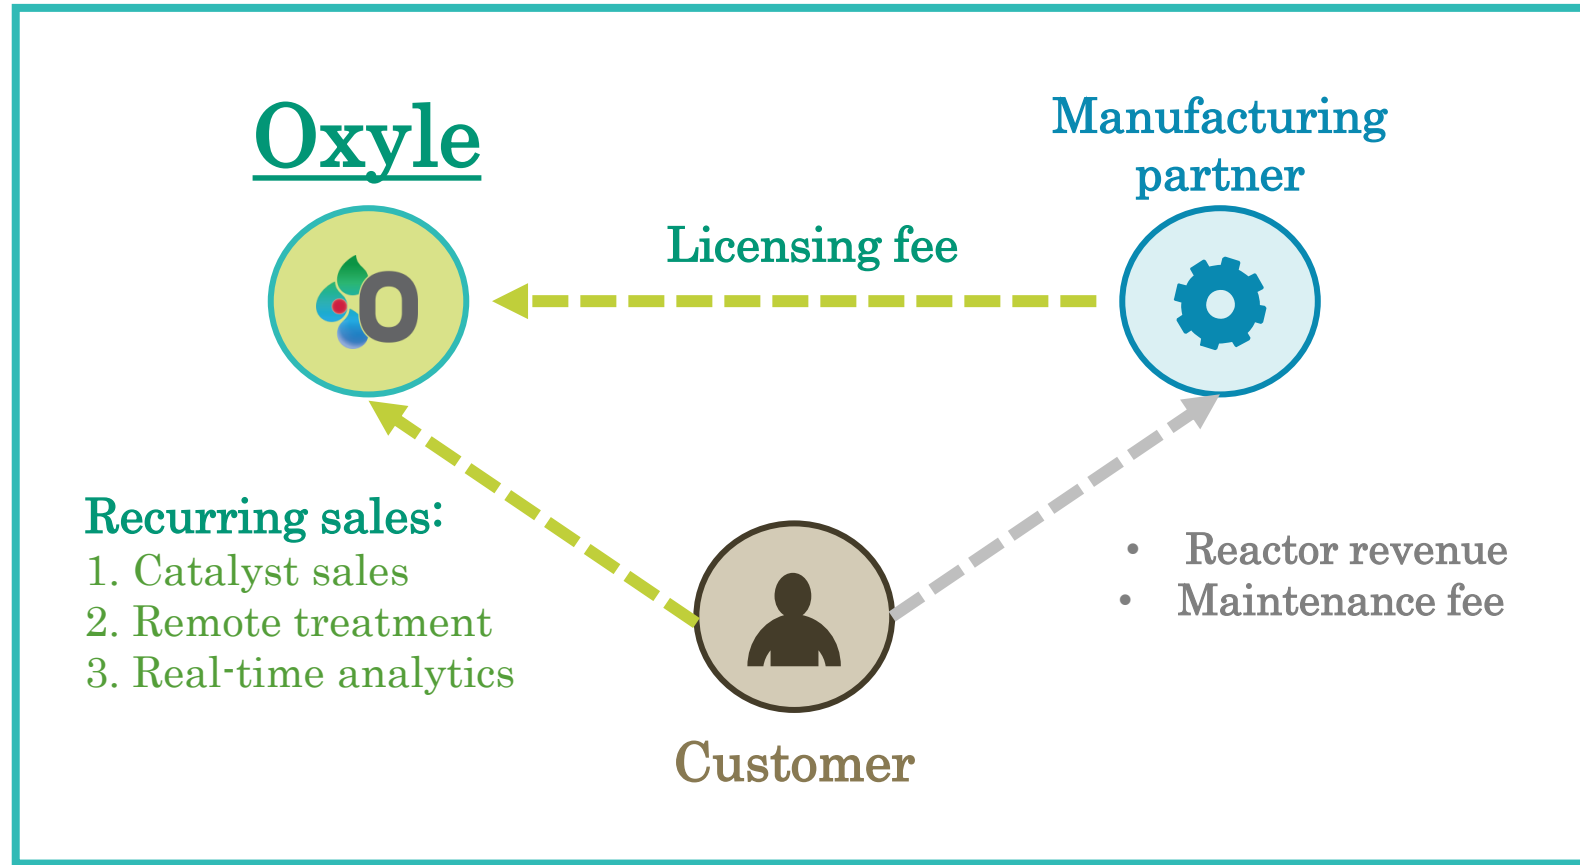 Oxyle
Manufacturing
partner
Licensing fee
O
Recurring sales:
1. Catalyst sales
2. Remote treatment
3. Real-time analytics
• Reactor revenue
• Maintenance fee
Customer